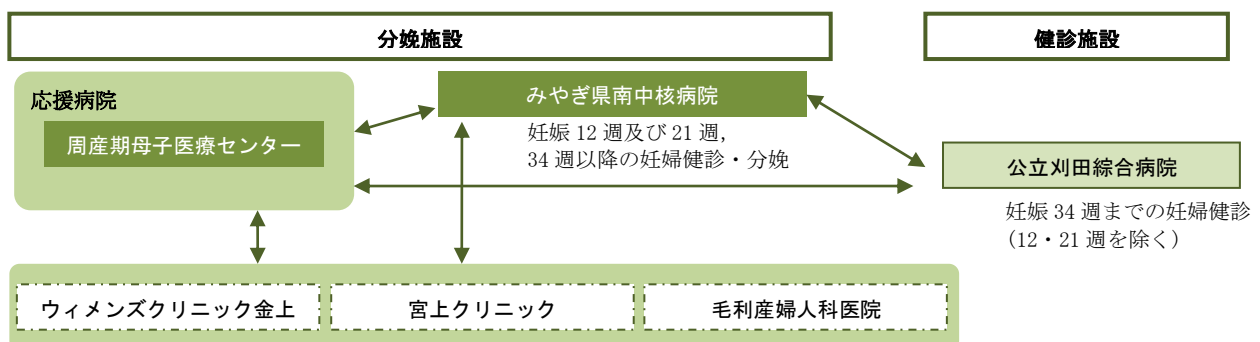 分娩施設
健診施設
応援病院
周産期母子医療センター
みやぎ県南中核病院
妊娠 12 週及び 21 週,
34 週以降の妊婦健診・分娩
公立刈田綜合病院
妊娠 34 週までの妊婦健診
(12・21 週を除く)
ウィメンズクリニック金上
宮上クリニック
毛利産婦人科医院